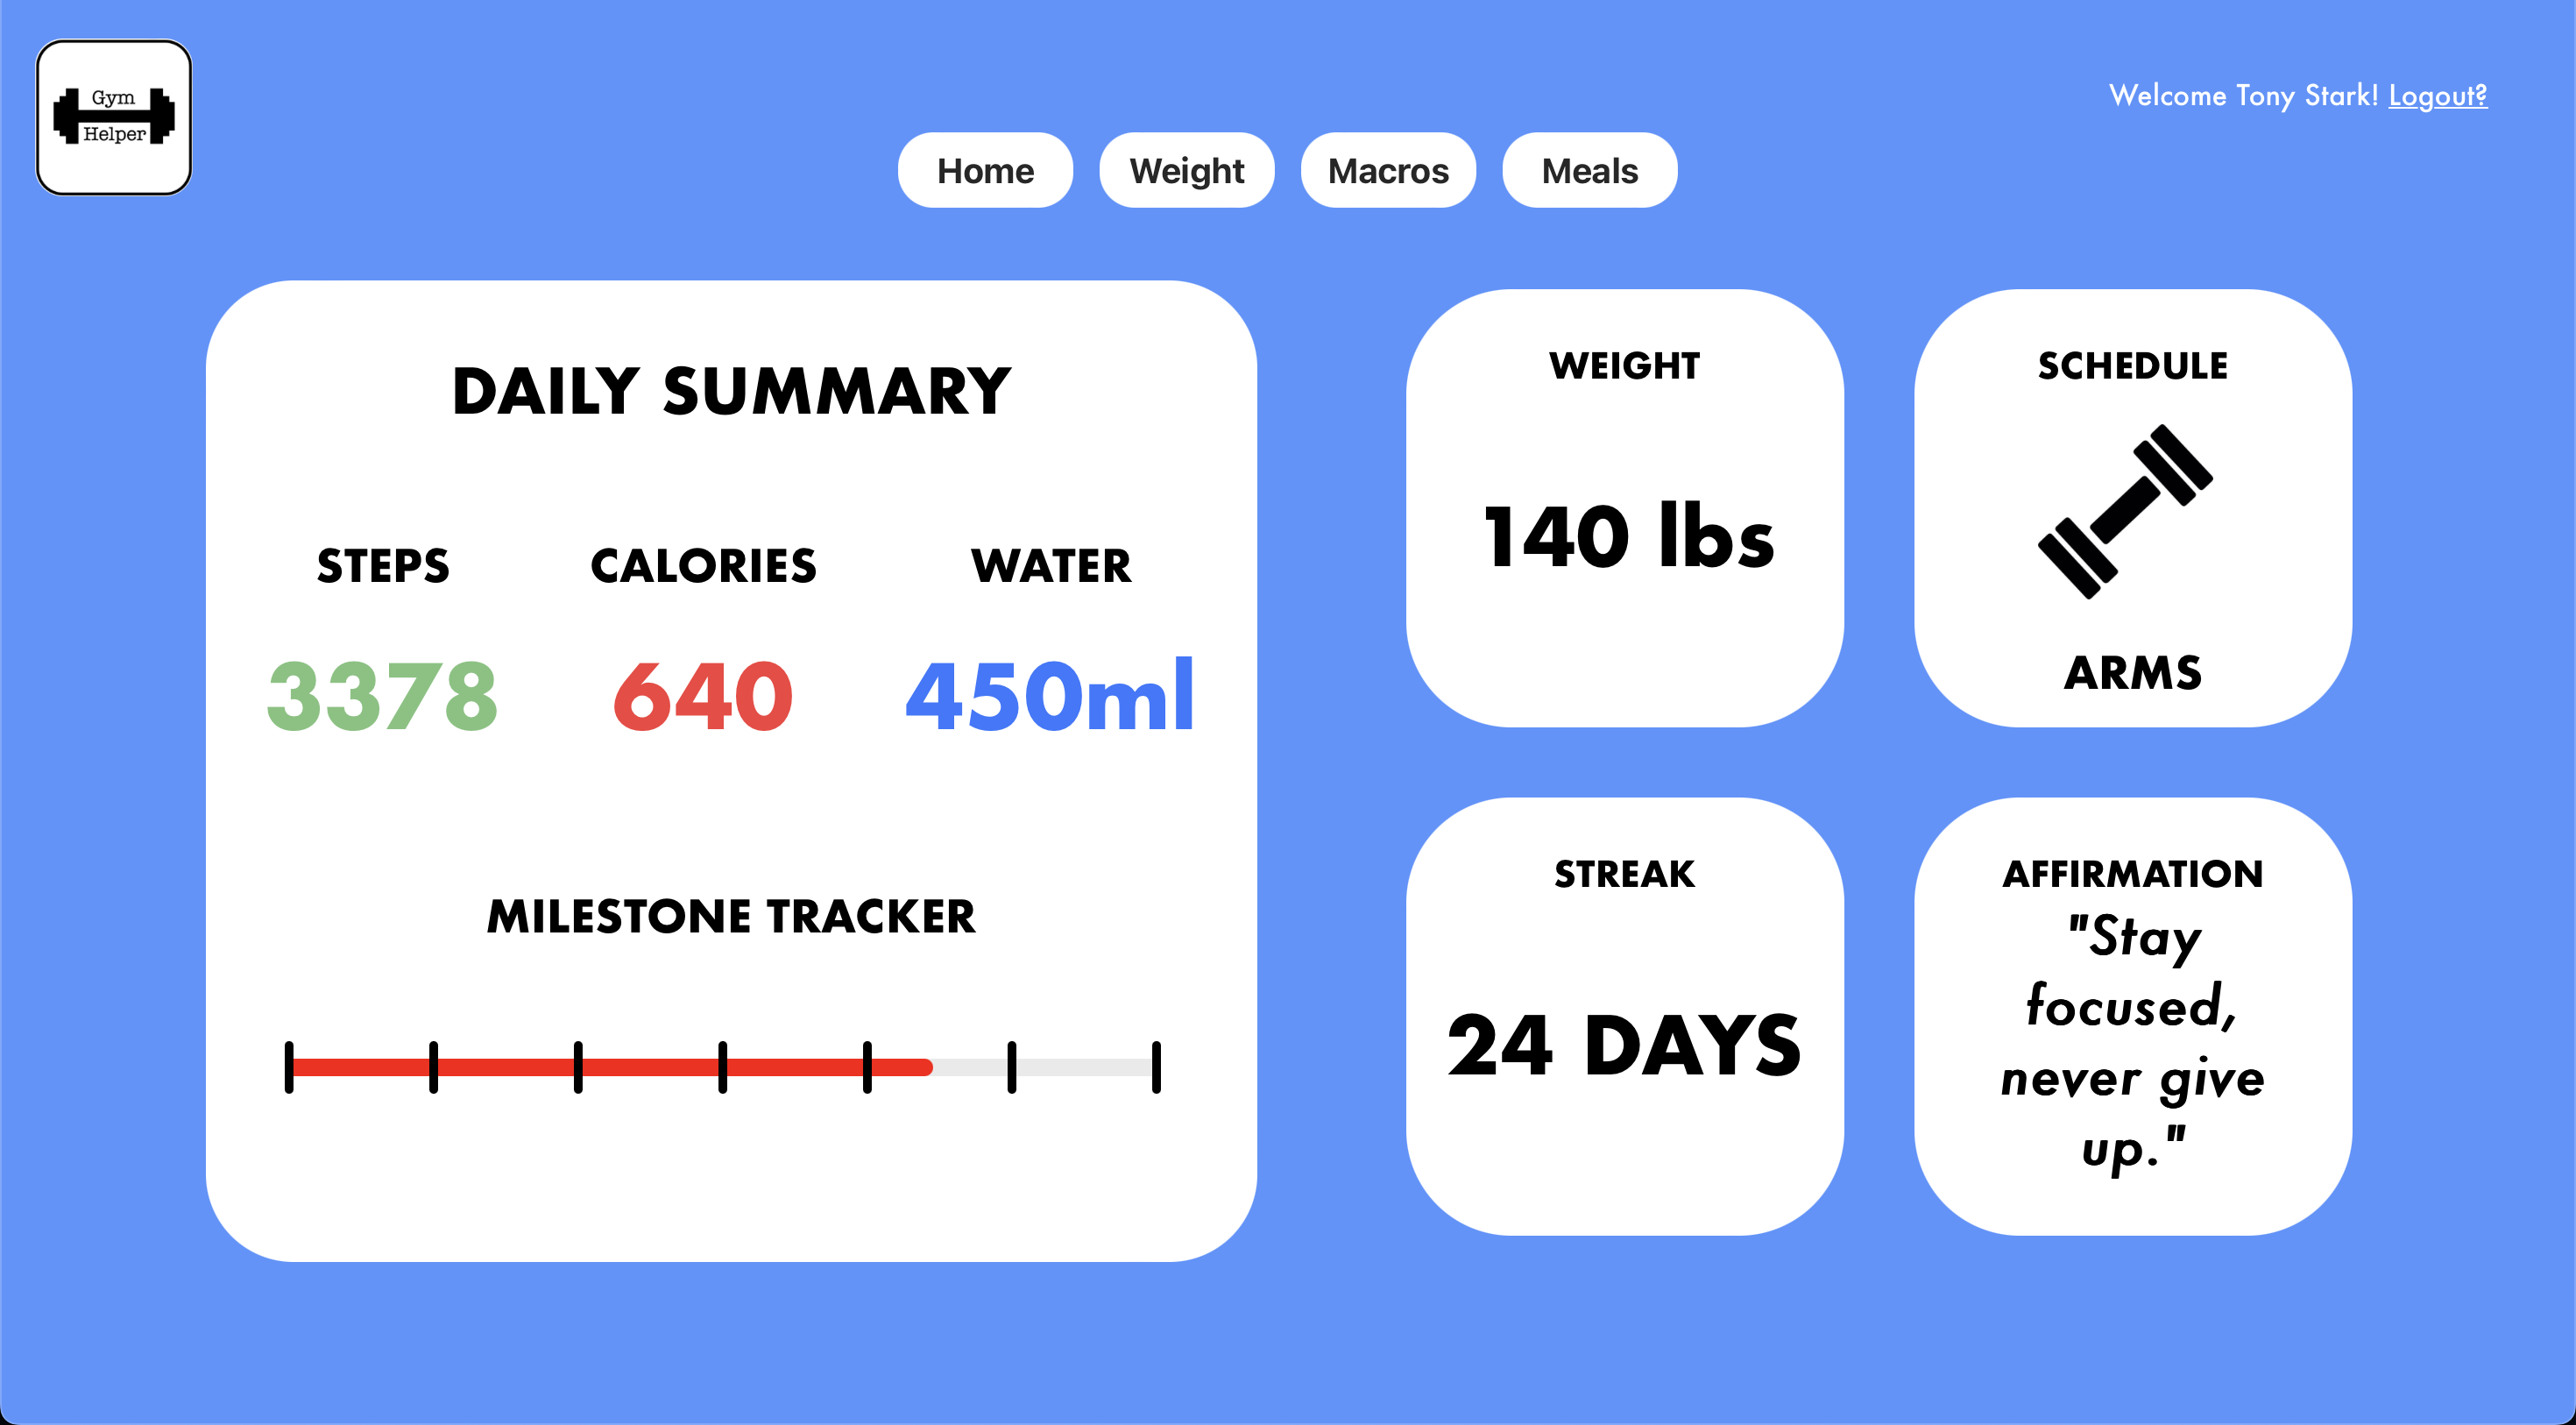 Gym
Helper
Welcome Tony Stark! Logout?
Home
Weight
Macros
Meals
DAILY SUMMARY
STEPS
CALORIES
WATER
3378
640
450ml
MILESTONE TRACKER
WEIGHT
140 lbs
SCHEDULE
ARMS
STREAK
24 DAYS
AFFIRMATION
"Stay
focused,
never give
up."